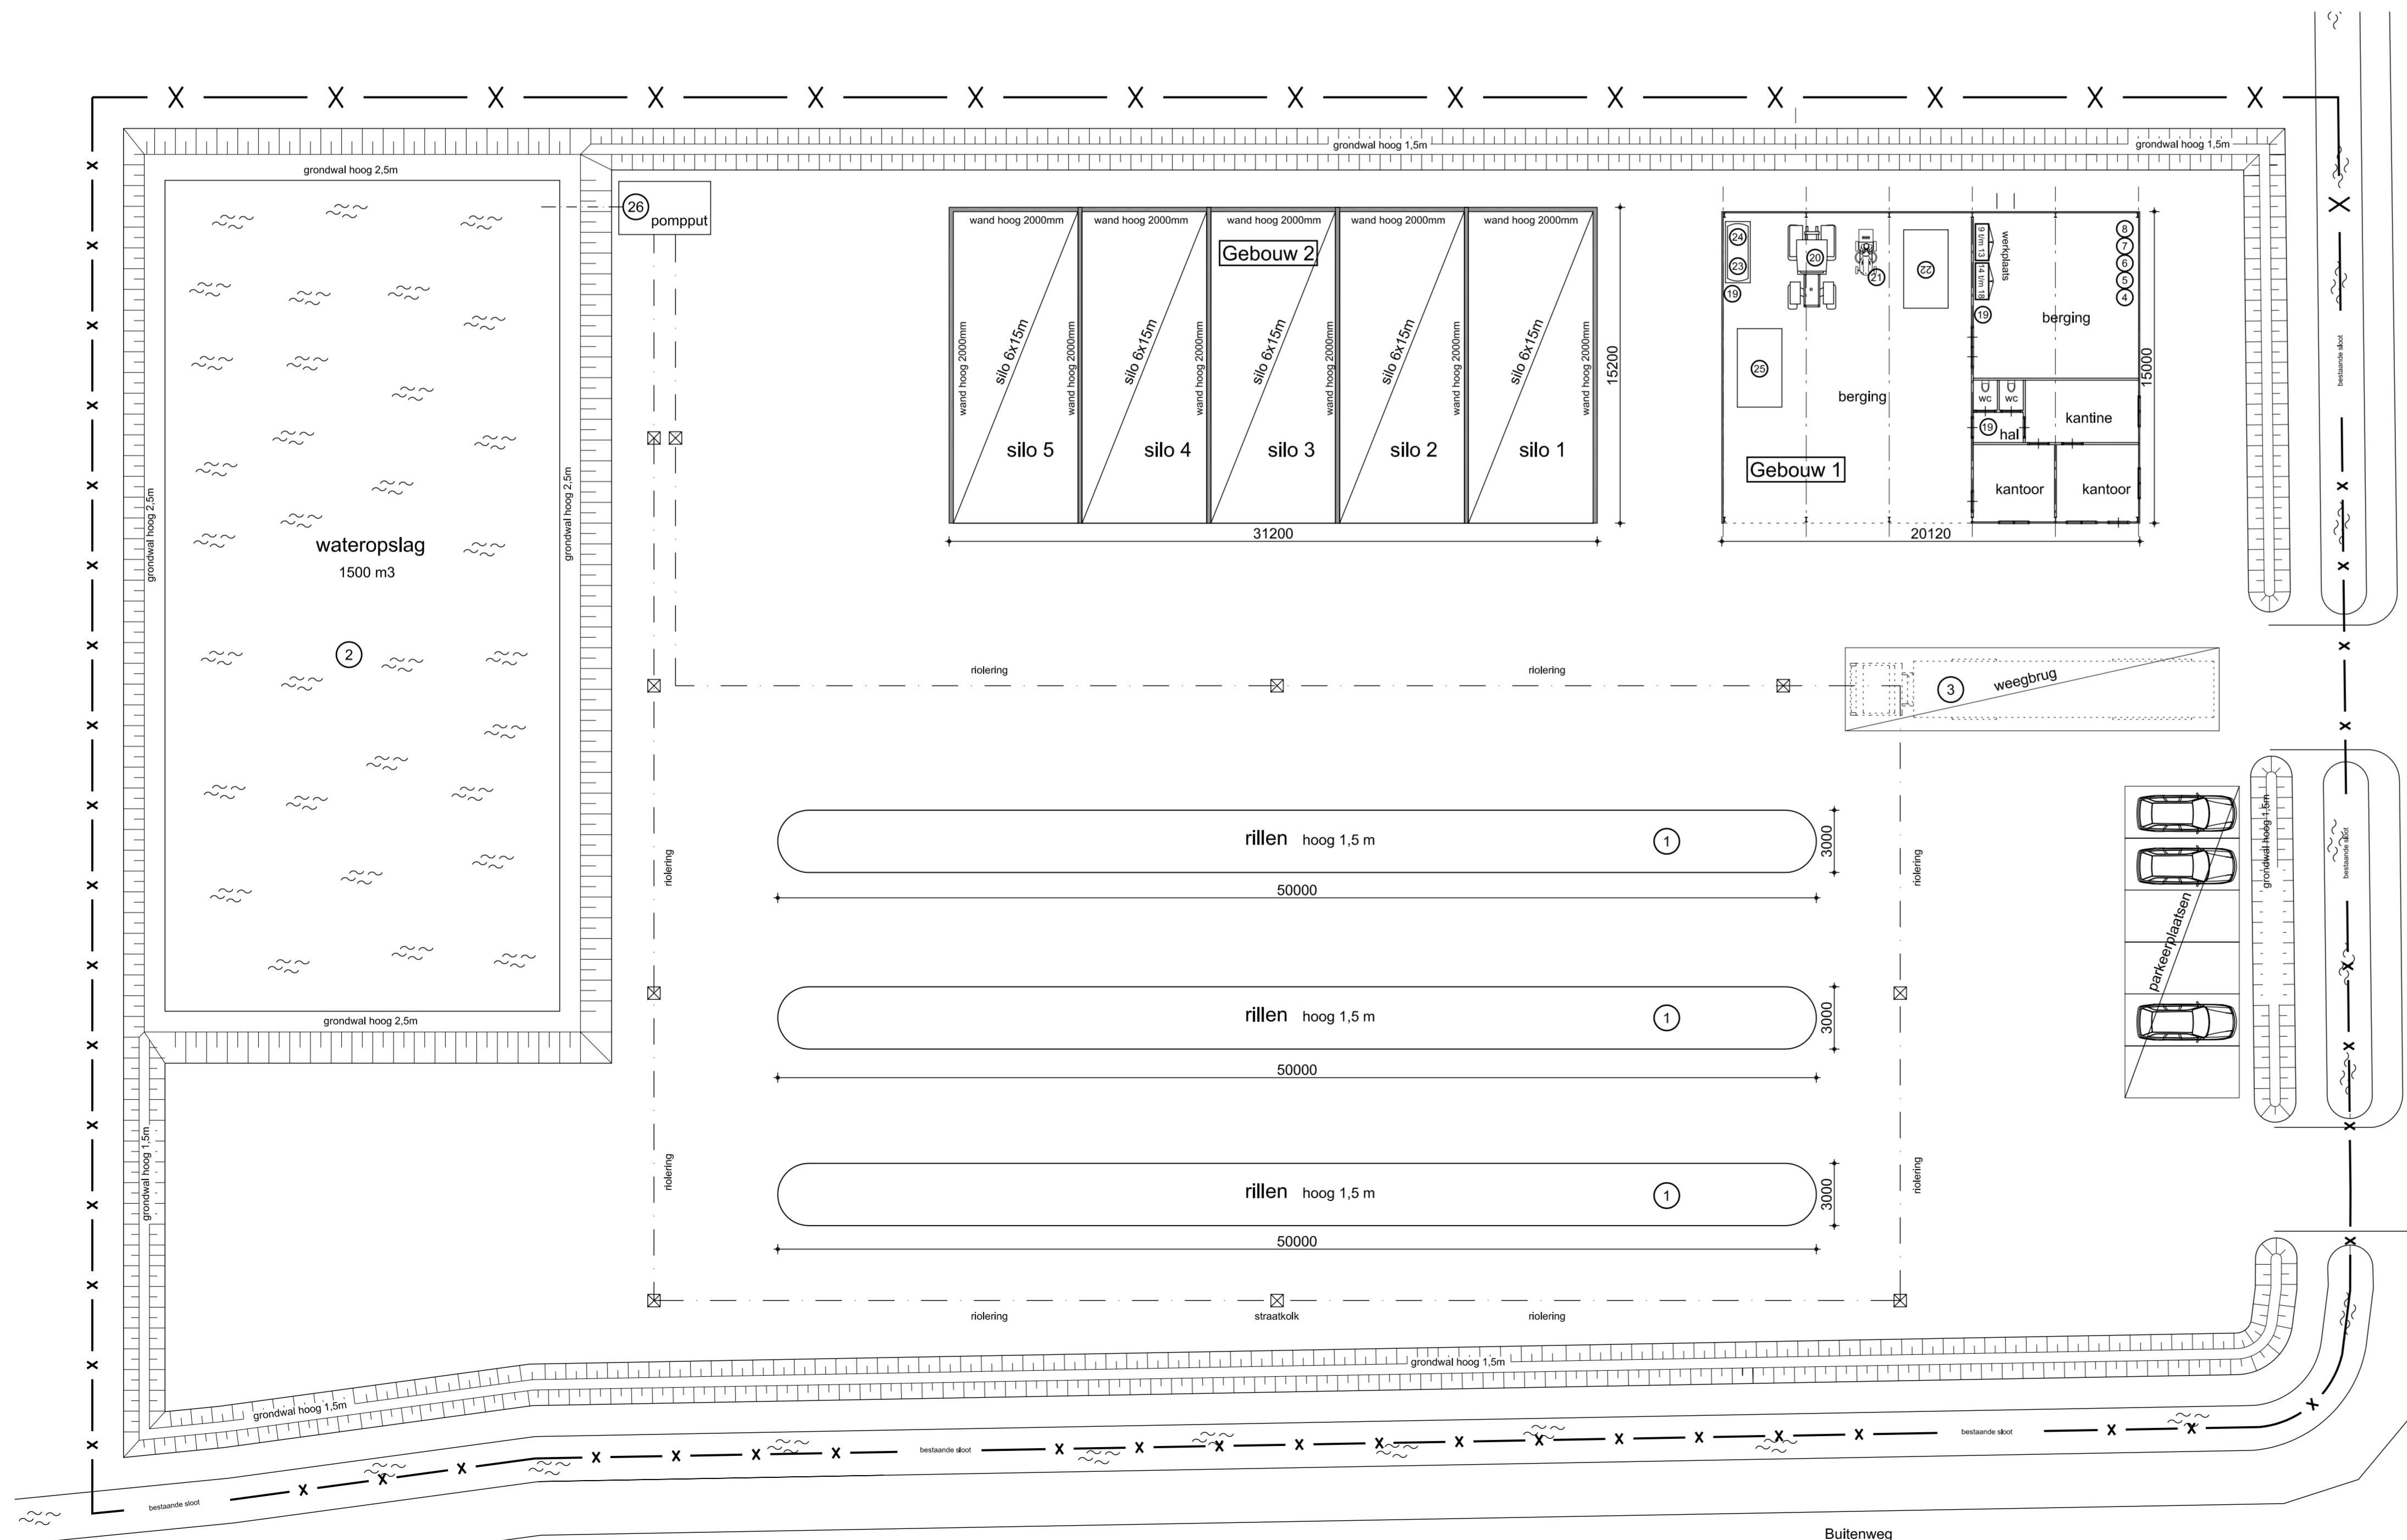 grondwal hoog 1,5m
grondwal hoog 1,5m
grondwal hoog 2,5m
26
pompput
wand hoog 2000mm
wand hoog 2000mm
wand hoog 2000mm
wand hoog 2000mm
wand hoog 2000mm
Gebouw 2
wand hoog 2000mm
silo 6x15m
wand hoog 2000mm
silo 6x15m
wand hoog 2000mm
silo 6x15m
wand hoog 2000mm
silo 6x15m
wand hoog 2000mm
silo 6x15m
wand hoog 2000mm
silo 5
silo 4
silo 3
silo 2
silo 1
15200
31200
24
23
19
20
21
22
25
berging
Gebouw 1
9 t/m 13
14 t/m 18
werkplaats
19
8
7
6
5
4
berging
wc
wc
19
hal
kantine
kantoor
kantoor
15000
20120
bestaande sloot
grondwal hoog 2,5m
grondwal hoog 2,5m
wateropslag
1500 m3
2
riolering
riolering
3
weegbrug
riolering
rillen hoog 1,5 m
1
3000
50000
riolering
parkeerplaatsen
grondwal hoog 1,5m
bestaande sloot
grondwal hoog 2,5m
rillen hoog 1,5 m
1
3000
50000
grondwal hoog 1,5m
riolering
rillen hoog 1,5 m
1
3000
50000
riolering
riolering
straatkolk
riolering
grondwal hoog 1,5m
grondwal hoog 1,5m
bestaande sloot
bestaande sloot
bestaande sloot
Buitenweg